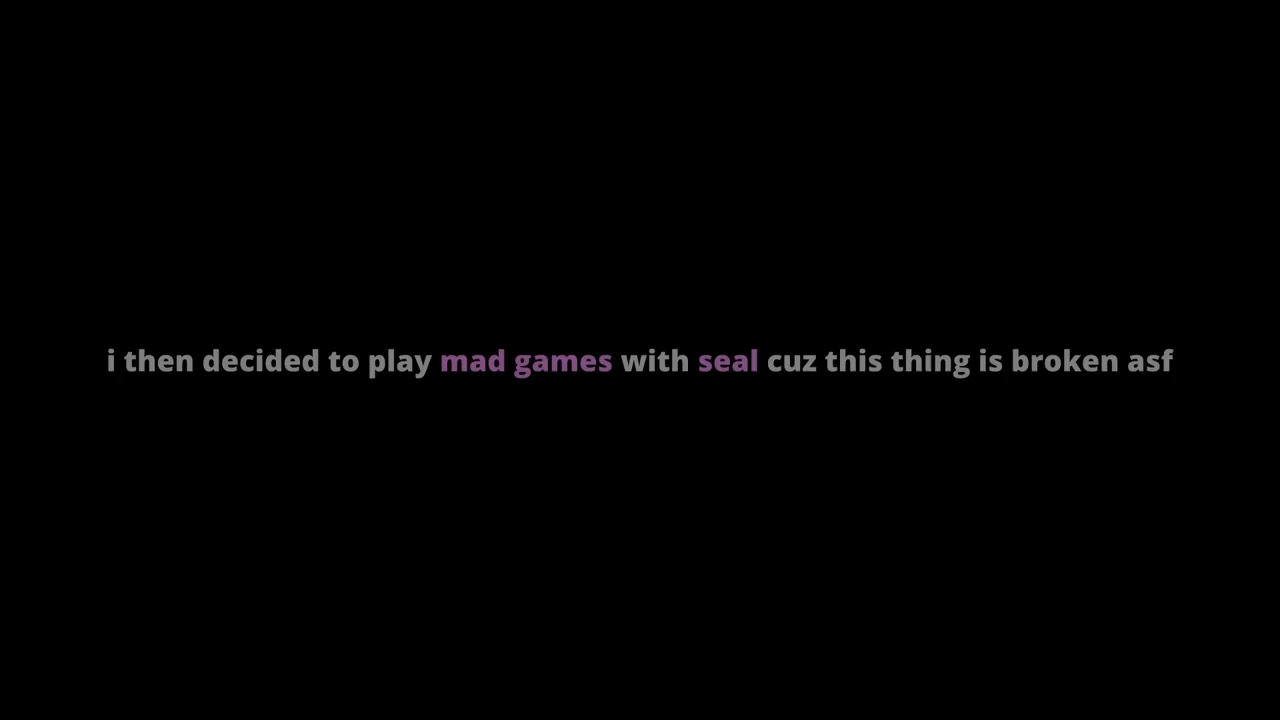 i then decided to play mad games with seal cuz this thing is broken asf